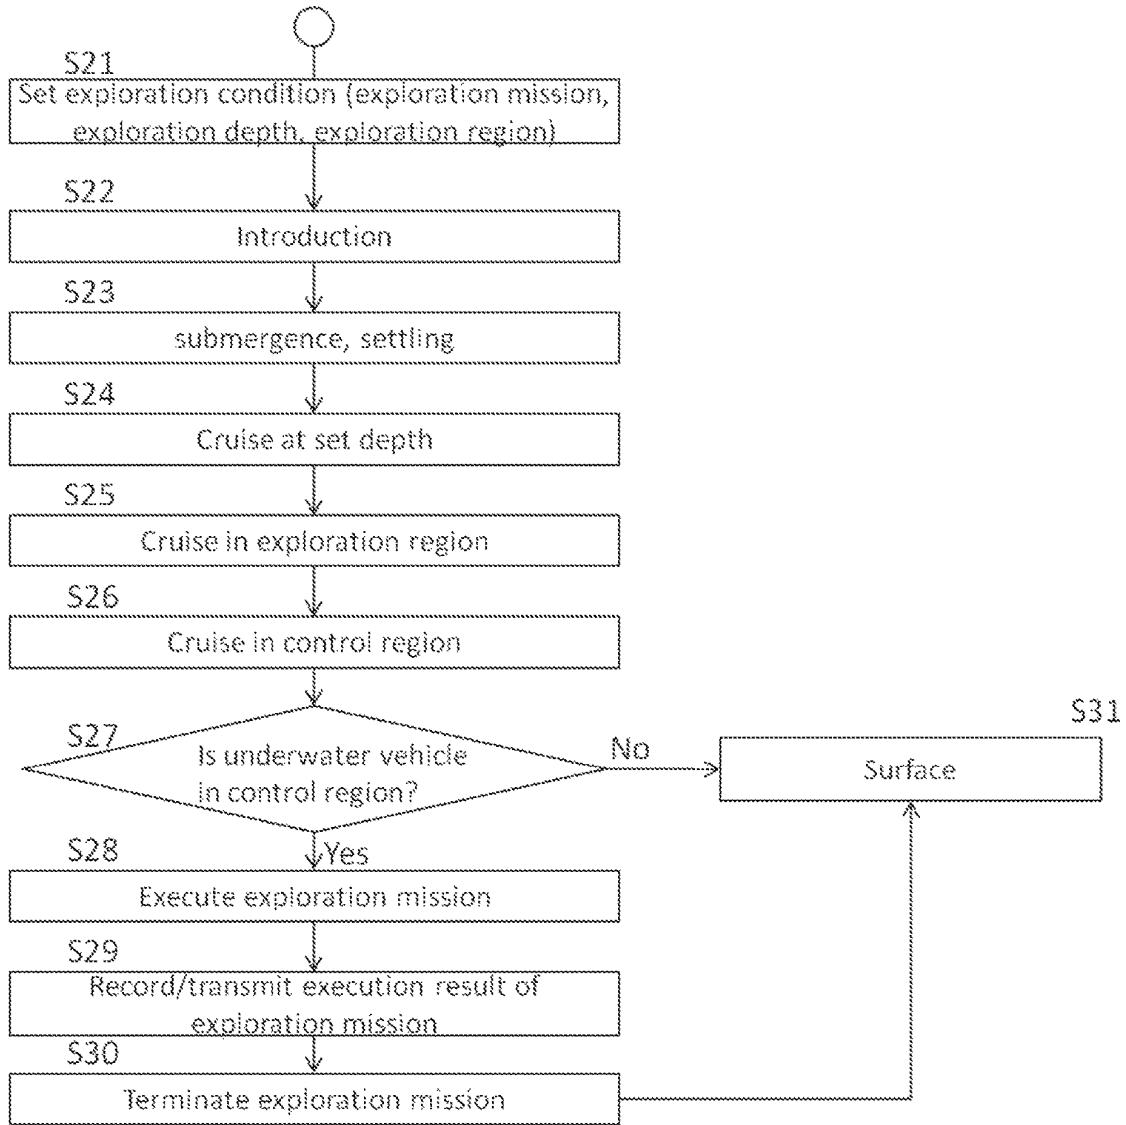 S21
Set exploration condition (exploration mission,
exploration depth, exploration region)
S22
Introduction
S23
submergence, settling
S24
Cruise at set depth
S25
Cruise in exploration region
S26
Cruise in control region
S27
Is underwater vehicle
in control region?
No
S31
Surface
Yes
S28
Execute exploration mission
S29
Record/transmit execution result of
exploration mission
S30
Terminate exploration mission